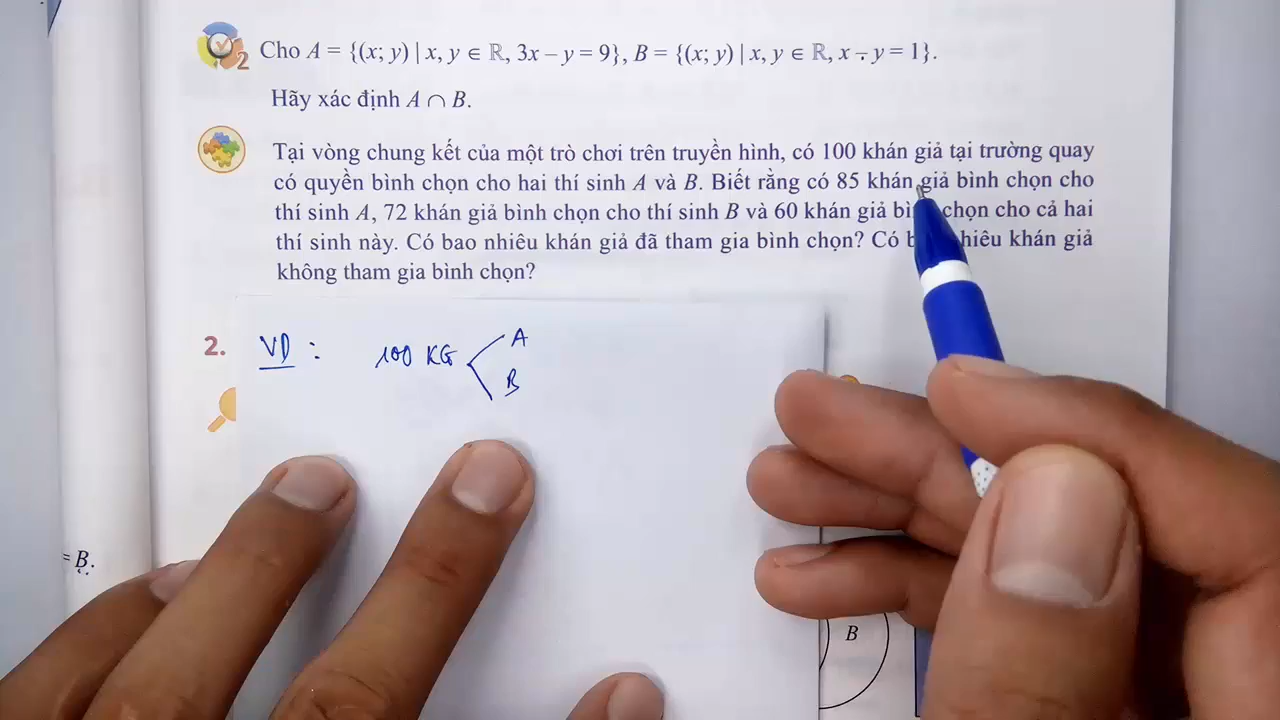 2 Cho A = {(x; y) | x, y ∈ ℝ, 3x – y = 9}, B = {(x; y) | x, y ∈ ℝ, x – y = 1}.
Hãy xác định A ∩ B.
Tại vòng chung kết của một trò chơi trên truyền hình, có 100 khán giả tại trường quay
có quyền bình chọn cho hai thí sinh A và B. Biết rằng có 85 khán giả bình chọn cho
thí sinh A, 72 khán giả bình chọn cho thí sinh B và 60 khán giả chọn cho cả hai
thí sinh này. Có bao nhiêu khán giả đã tham gia bình chọn? Có khán giả
không tham gia bình chọn?
2. VD : 100 KG A
B
= B.
B